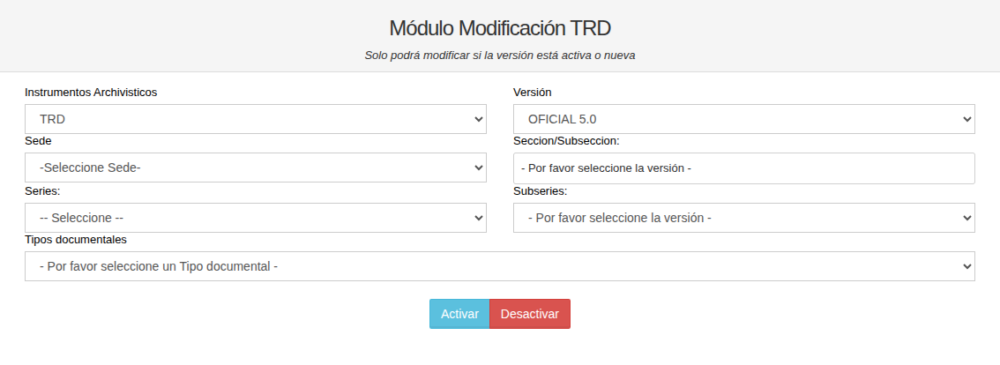 Módulo Modificación TRD
Solo podrá modificar si la versión está activa o nueva
Instrumentos Archivisticos
TRD
Versión
OFICIAL 5.0
Sede
-Seleccione Sede-
Seccion/Subseccion:
- Por favor seleccione la versión -
Series:
-- Seleccione --
Subseries:
- Por favor seleccione la versión -
Tipos documentales
- Por favor seleccione un Tipo documental -
Activar
Desactivar